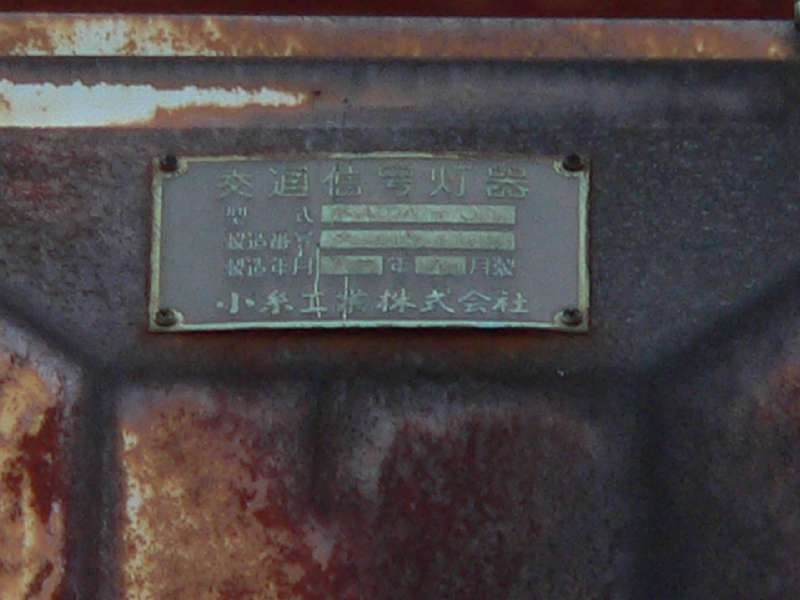 交通信号灯器
型 式
製造番号
製造年月 年 月製
小糸工業株式会社